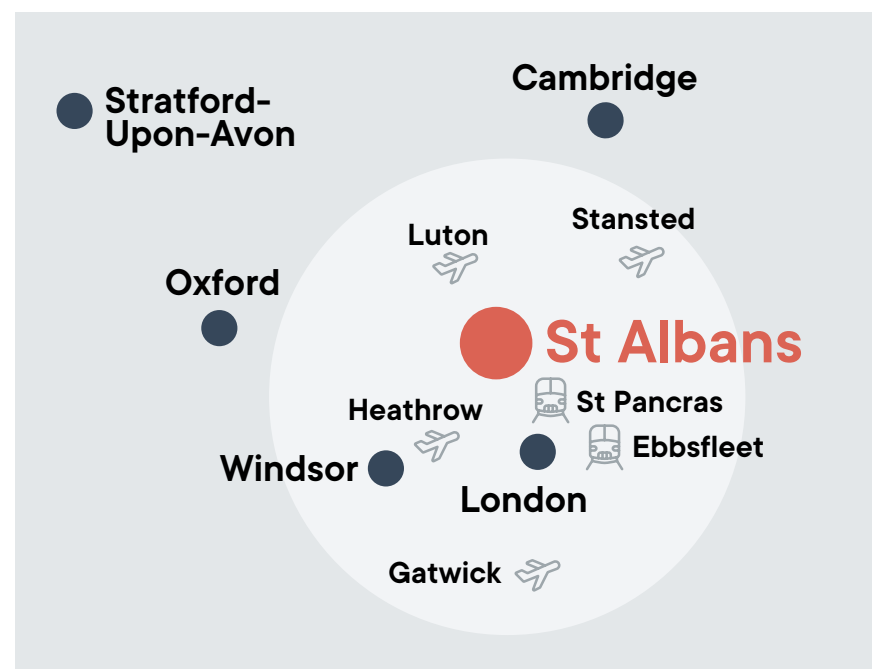 Cambridge
Stratford-
Upon-Avon
Stansted
Luton
Oxford
St Albans
St Pancras
Heathrow
Ebbsfleet
Windsor
London
Gatwick